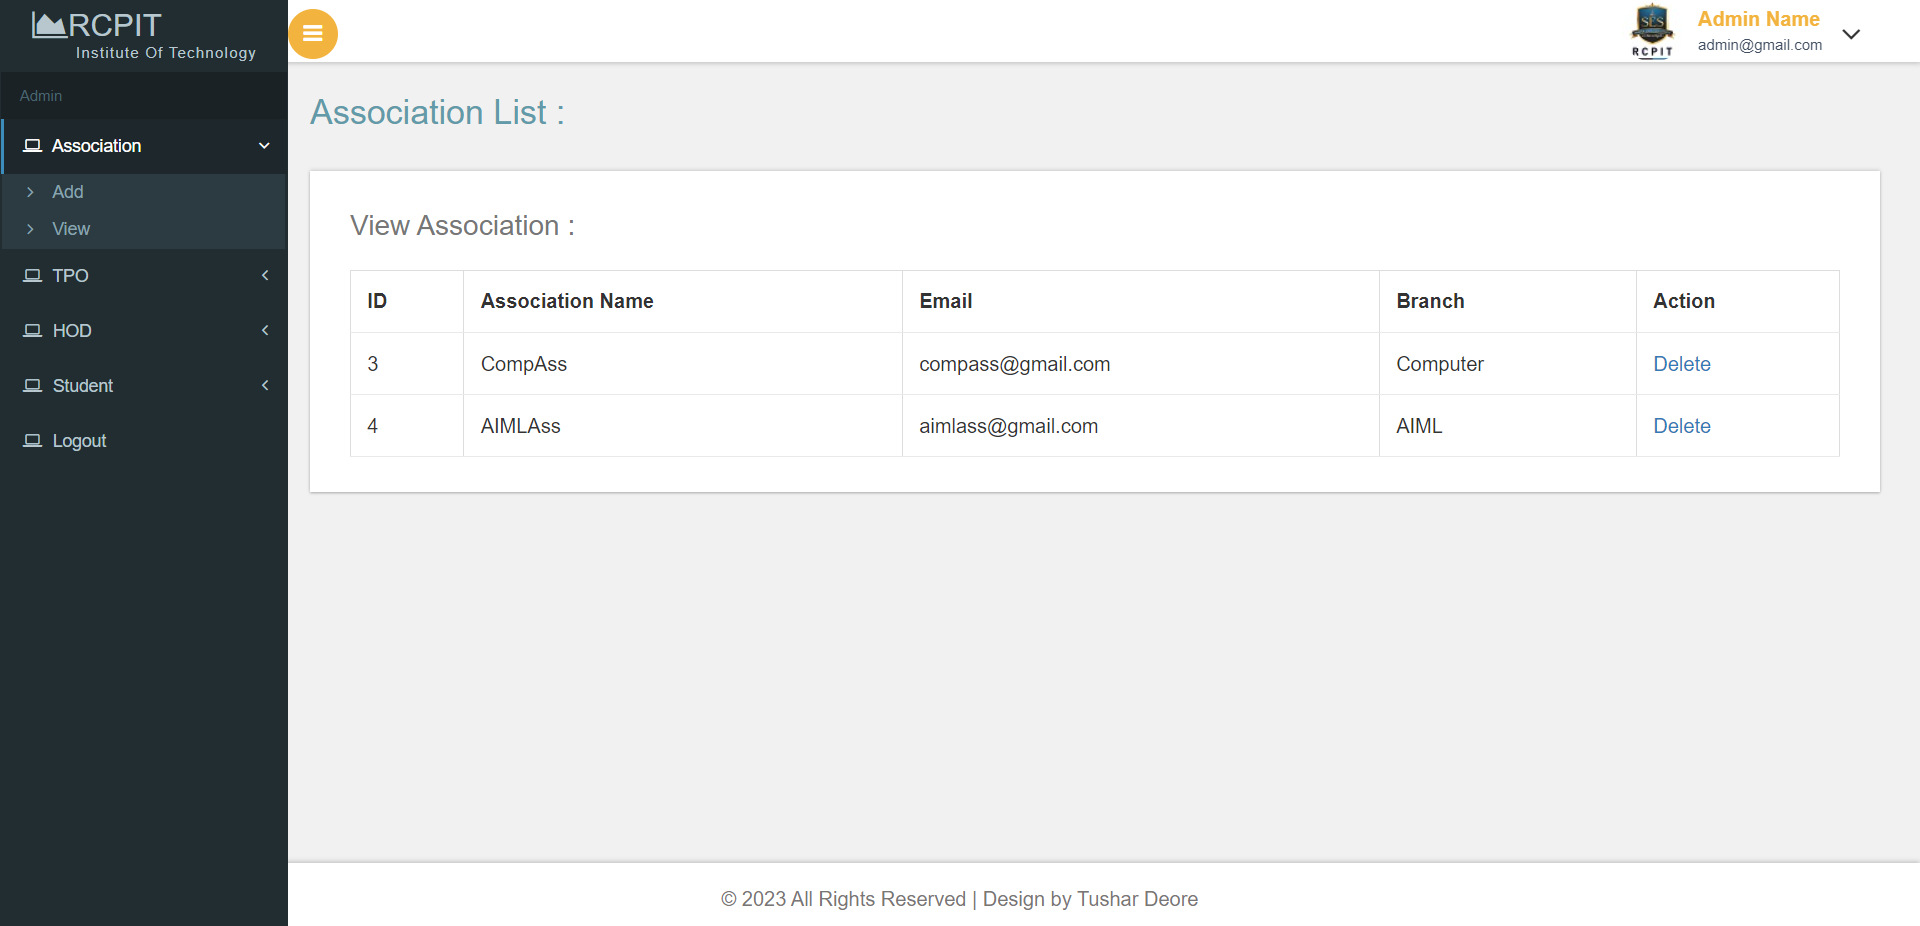 RCPIT
Institute Of Technology
Admin
Association
Add
View
TPO
HOD
Student
Logout
SES
RCPIT
Admin Name
admin@gmail.com
Association List :
View Association :
ID Association Name Email Branch Action
3 CompAss compass@gmail.com Computer Delete
4 AIMLAss aimlass@gmail.com AIML Delete
© 2023 All Rights Reserved | Design by Tushar Deore